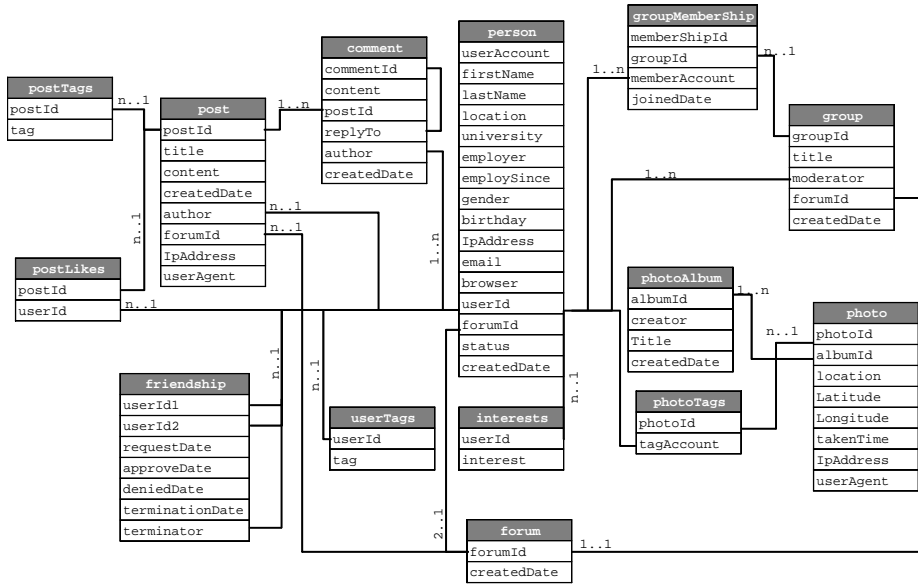 postTags
postId
tag
post
postId
title
content
createdDate
author
forumId
IpAddress
userAgent
postLikes
postId
userId
comment
commentId
content
postId
replyTo
author
createdDate
person
userAccount
firstName
lastName
location
university
employer
employSince
gender
birthday
IpAddress
email
browser
userId
forumId
status
createdDate
groupMemberShip
memberShipId
groupId
memberAccount
joinedDate
group
groupId
title
moderator
forumId
createdDate
photoAlbum
albumId
creator
Title
createdDate
photo
photoId
albumId
location
Latitude
Longitude
takenTime
IpAddress
userAgent
photoTags
photoId
tagAccount
friendship
userId1
userId2
requestDate
approveDate
deniedDate
terminationDate
terminator
userTags
userId
tag
interests
userId
interest
forum
forumId
createdDate
n..1
1..n
n..1
n..1
n..1
1..n
n..1
n..1
n..1
2..1
1..n
n..1
1..n
1..n
n..1
n..1
1..1